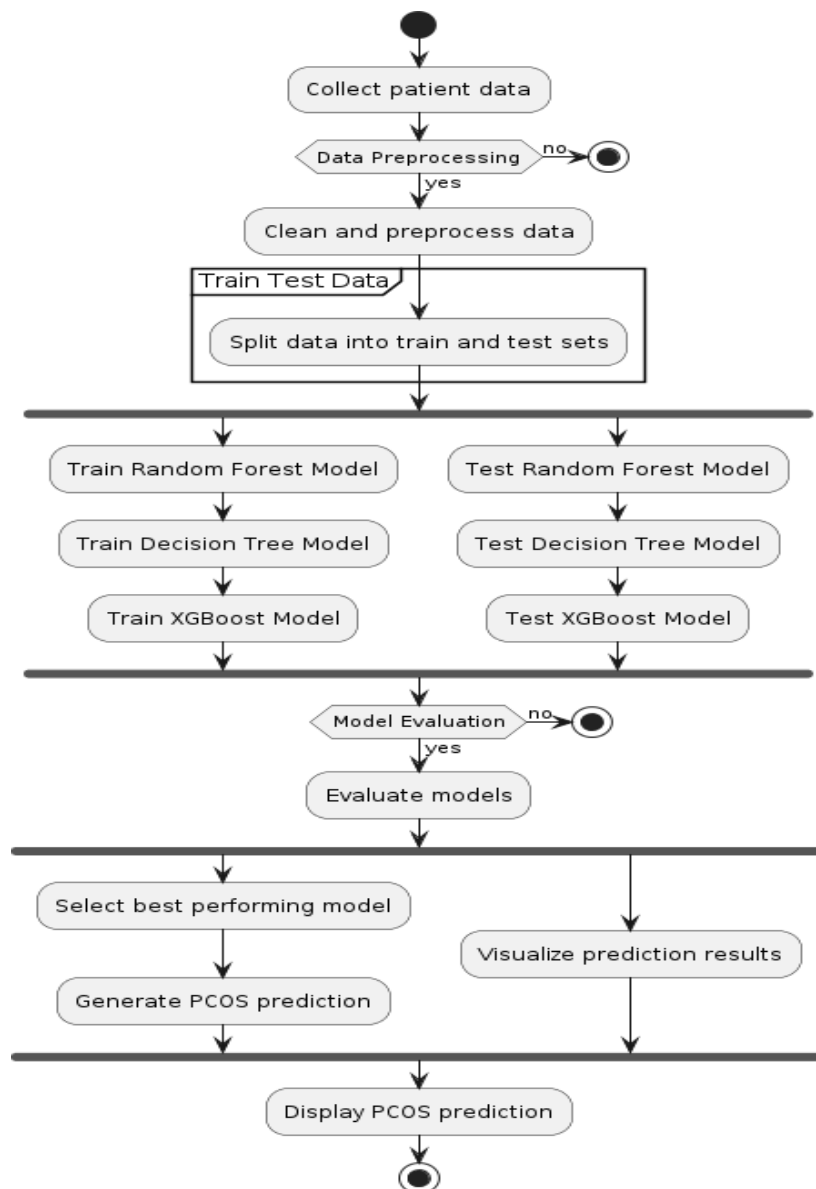 Collect patient data
Data Preprocessing
no
yes
Clean and preprocess data
Train Test Data
Split data into train and test sets
Train Random Forest Model
Test Random Forest Model
Train Decision Tree Model
Test Decision Tree Model
Train XGBoost Model
Test XGBoost Model
Model Evaluation
no
yes
Evaluate models
Select best performing model
Visualize prediction results
Generate PCOS prediction
Display PCOS prediction